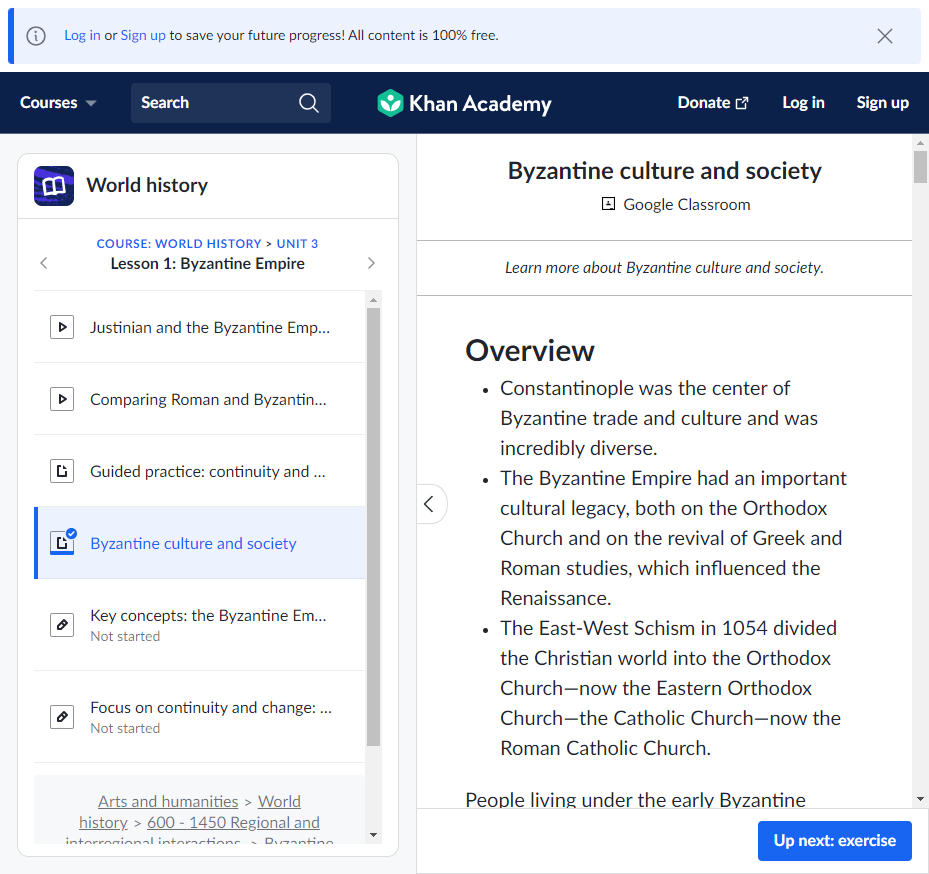 Log in or Sign up to save your future progress! All content is 100% free.
Courses
Search
Khan Academy
Donate
Log in
Sign up
World history
COURSE: WORLD HISTORY > UNIT 3
Lesson 1: Byzantine Empire
Justinian and the Byzantine Emp...
Comparing Roman and Byzantin...
Guided practice: continuity and ...
Byzantine culture and society
Key concepts: the Byzantine Em...
Not started
Focus on continuity and change: ...
Not started
Arts and humanities > World
history > 600 - 1450 Regional and
interregional interactions > Byzantine
Byzantine culture and society
Google Classroom
Learn more about Byzantine culture and society.
Overview
• Constantinople was the center of
Byzantine trade and culture and was
incredibly diverse.
• The Byzantine Empire had an important
cultural legacy, both on the Orthodox
Church and on the revival of Greek and
Roman studies, which influenced the
Renaissance.
• The East-West Schism in 1054 divided
the Christian world into the Orthodox
Church—now the Eastern Orthodox
Church—the Catholic Church—now the
Roman Catholic Church.
People living under the early Byzantine
Up next: exercise